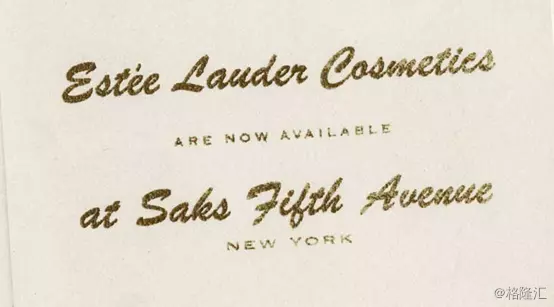 Estée Lauder Cosmetics
ARE NOW AVAILABLE
at Saks Fifth Avenue
NEW YORK
@格隆汇